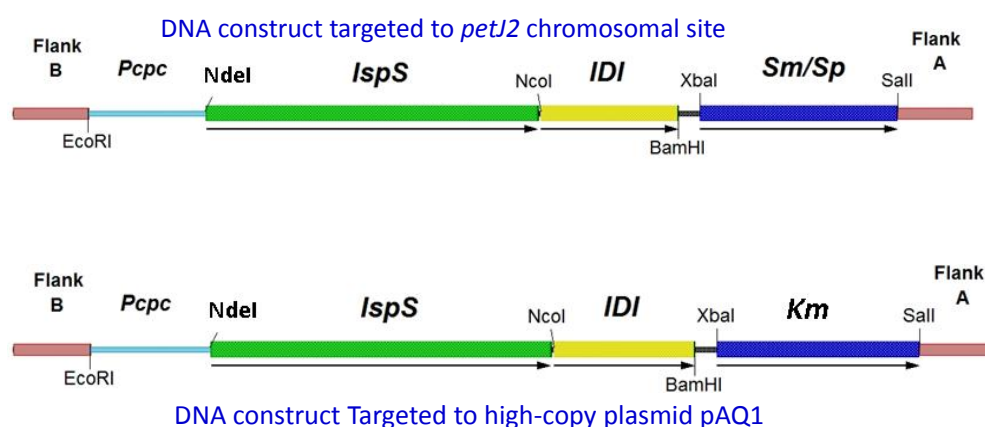 DNA construct targeted to petJ2 chromosomal site
Flank B Pcpc NdeI IspS NcoI IDI XbaI Sm/Sp SalI Flank A
EcoRI BamHI
Flank B Pcpc NdeI IspS NcoI IDI XbaI Km SalI Flank A
EcoRI BamHI
DNA construct Targeted to high-copy plasmid pAQ1